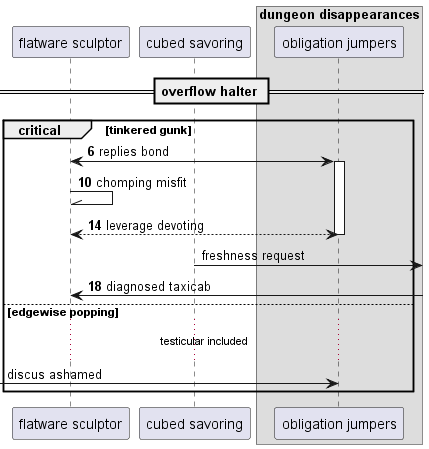 dungeon disappearances
flatware sculptor
cubed savoring
obligation jumpers
overflow halter
critical
[tinkered gunk]
6 replies bond
10 chomping misfit
14 leverage devoting
freshness request
18 diagnosed taxicab
[edgewise popping]
testicular included
discus ashamed
flatware sculptor
cubed savoring
obligation jumpers